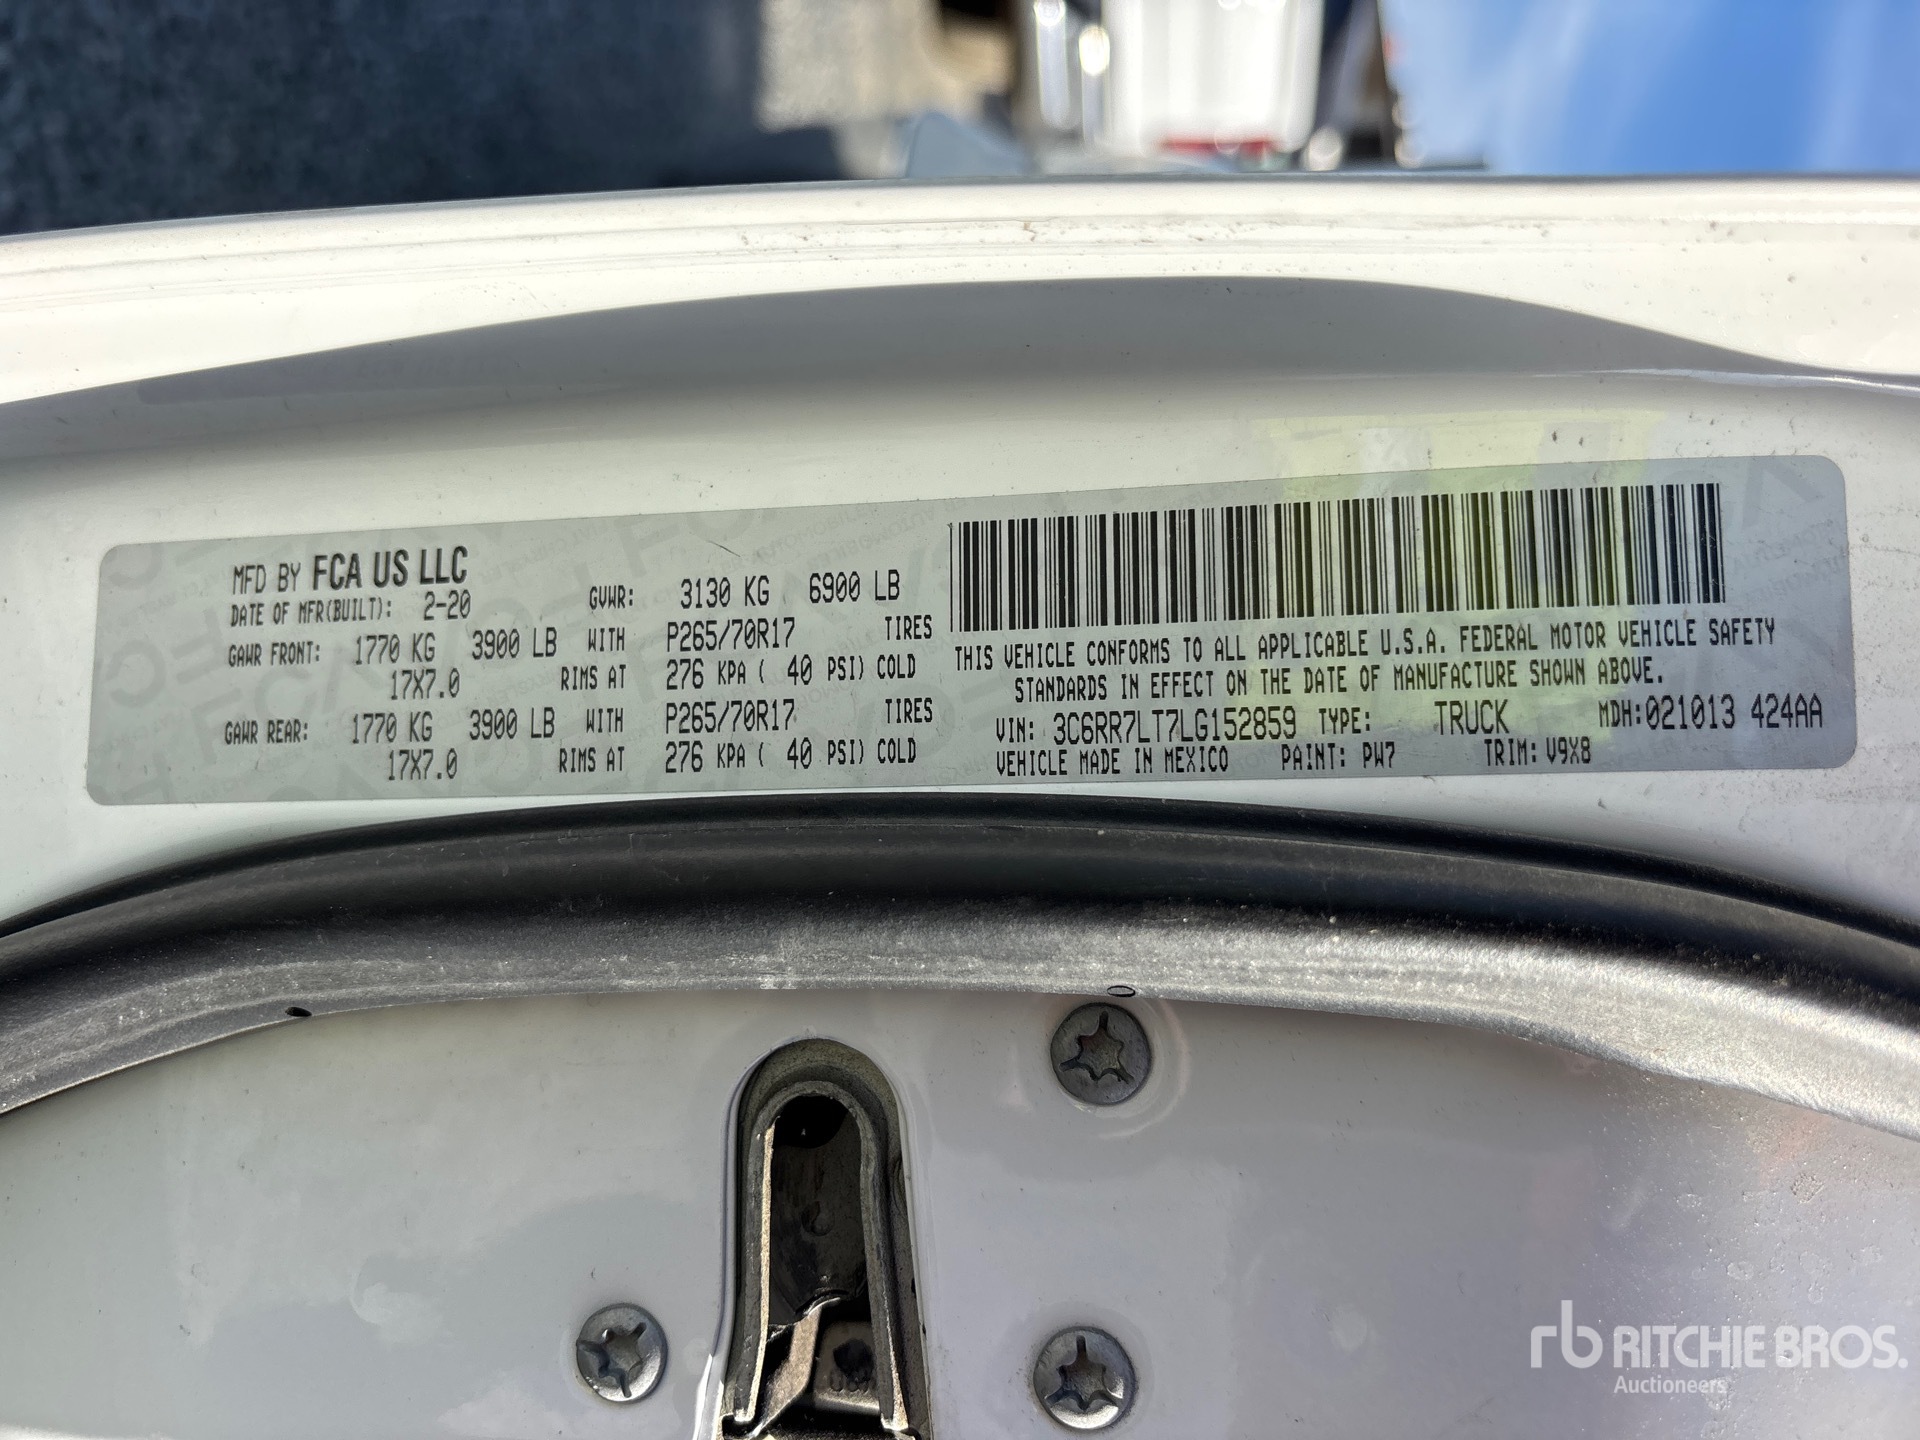 MFD BY FCA US LLC
DATE OF MFR(BUILT): 2-20 GVWR: 3130 KG 6900 LB
GAWR FRONT: 1770 KG 3900 LB WITH P265/70R17 TIRES
17X7.0 RIMS AT 276 KPA ( 40 PSI) COLD
GAWR REAR: 1770 KG 3900 LB WITH P265/70R17 TIRES
17X7.0 RIMS AT 276 KPA ( 40 PSI) COLD
THIS VEHICLE CONFORMS TO ALL APPLICABLE U.S.A. FEDERAL MOTOR VEHICLE SAFETY
STANDARDS IN EFFECT ON THE DATE OF MANUFACTURE SHOWN ABOVE.
VIN: 3C6RR7LT7LG152859 TYPE: TRUCK MDH:021013 424AA
VEHICLE MADE IN MEXICO PAINT: PW7 TRIM: V9X8
rb RITCHIE BROS.
Auctioneers